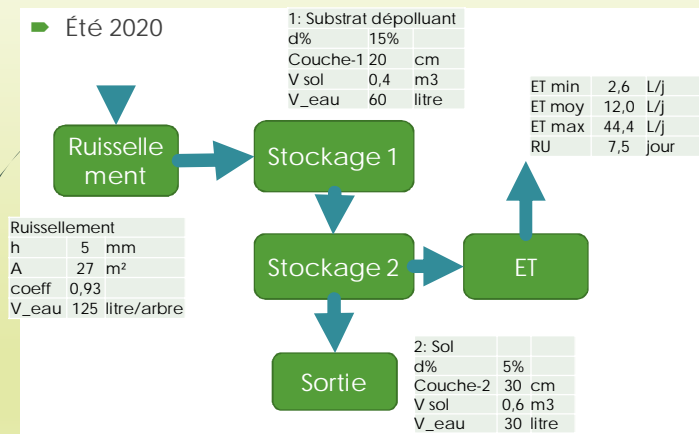 Été 2020
1: Substrat dépolluant
d% 15%
Couche-1 20 cm
V sol 0,4 m3
V_eau 60 litre
ET min 2,6 L/j
ET moy 12,0 L/j
ET max 44,4 L/j
RU 7,5 jour
Ruisselle
ment
Stockage 1
Ruissellement
h 5 mm
A 27 m²
coeff 0,93
V_eau 125 litre/arbre
Stockage 2
ET
Sortie
2: Sol
d% 5%
Couche-2 30 cm
V sol 0,6 m3
V_eau 30 litre